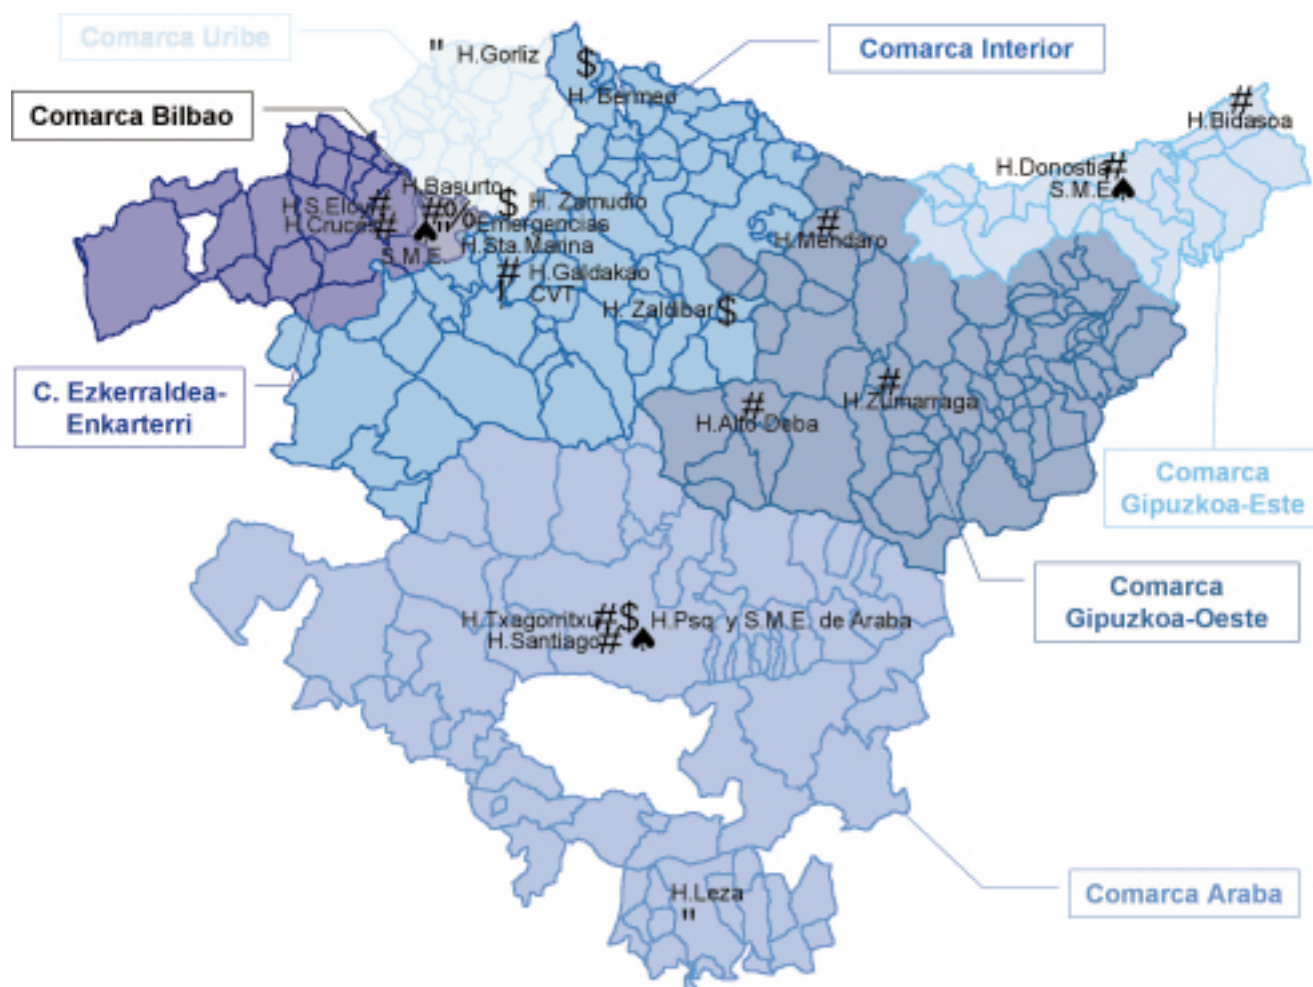 Comarca Uribe
" H.Gorliz
$
H. Bermeo
Comarca Interior
Comarca Bilbao
#
H.Bidasoa
H.Donostia #
S.M.E. ♠
H.Basurto
H.S.Eloy #
H.Cruces #
#%
♠"
S.M.E.
$ H. Zamudio
Emergencias
H.Sta.Marina
# H.Galdakao
CVT
H. Zaldibar $
#
H.Mendaro
C. Ezkerraldea-
Enkarterri
#
H.Alto Deba
#
H.Zumarraga
Comarca
Gipuzkoa-Este
Comarca
Gipuzkoa-Oeste
H.Txagorritxu # $ H.Psq. y S.M.E. de Araba
H.Santiago # ♠
H.Leza
"
Comarca Araba